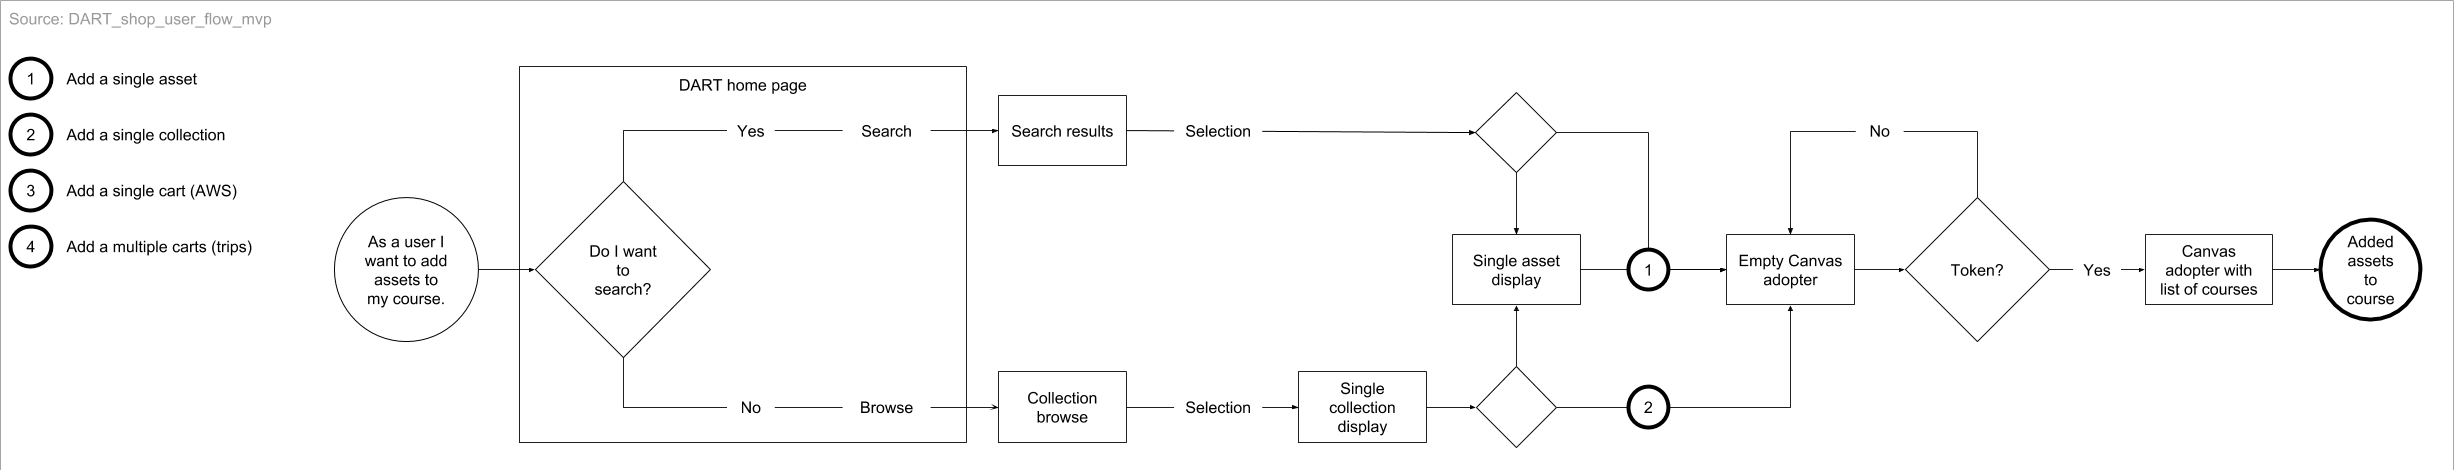 Source: DART_shop_user_flow_mvp
1 Add a single asset
2 Add a single collection
3 Add a single cart (AWS)
4 Add a multiple carts (trips)
As a user I
want to add
assets to
my course.
DART home page
Do I want
to
search?
Yes
Search
Search results
Selection
No
Browse
Collection
browse
Selection
Single
collection
display
Single asset
display
1
2
Empty Canvas
adopter
No
Token?
Yes
Canvas
adopter with
list of courses
Added
assets
to
course